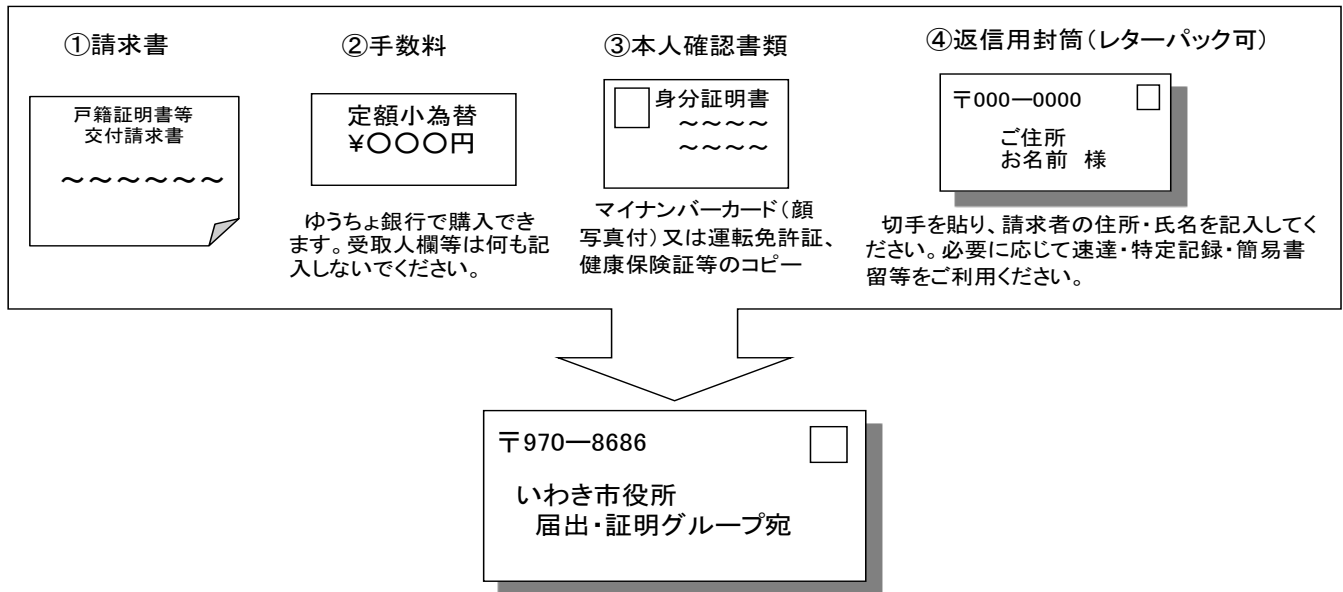 ①請求書
戸籍証明書等
交付請求書
～～～～～～
②手数料
定額小為替
¥〇〇〇円
ゆうちょ銀行で購入でき
ます。受取人欄等は何も記
入しないでください。
③本人確認書類
身分証明書
～～～～
～～～～
マイナンバーカード（顔
写真付）又は運転免許証、
健康保険証等のコピー
④返信用封筒（レターパック可）
〒000―0000
ご住所
お名前　様
切手を貼り、請求者の住所・氏名を記入してく
ださい。必要に応じて速達・特定記録・簡易書
留等をご利用ください。
〒970―8686
いわき市役所
届出・証明グループ宛